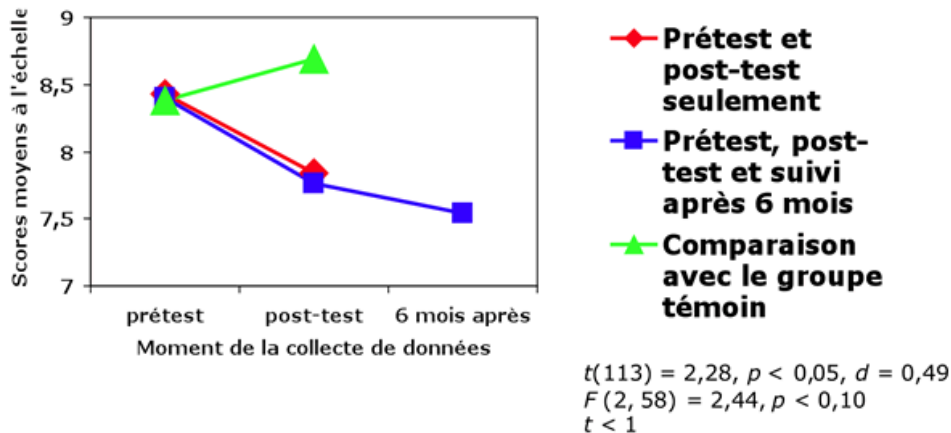 Scores moyens à l'échelle
9
8,5
8
7,5
7
prétest post-test 6 mois après
Moment de la collecte de données
Prétest et
post-test
seulement
Prétest, post-
test et suivi
après 6 mois
Comparaison
avec le groupe
témoin
t(113) = 2,28, p < 0,05, d = 0,49
F (2, 58) = 2,44, p < 0,10
t < 1